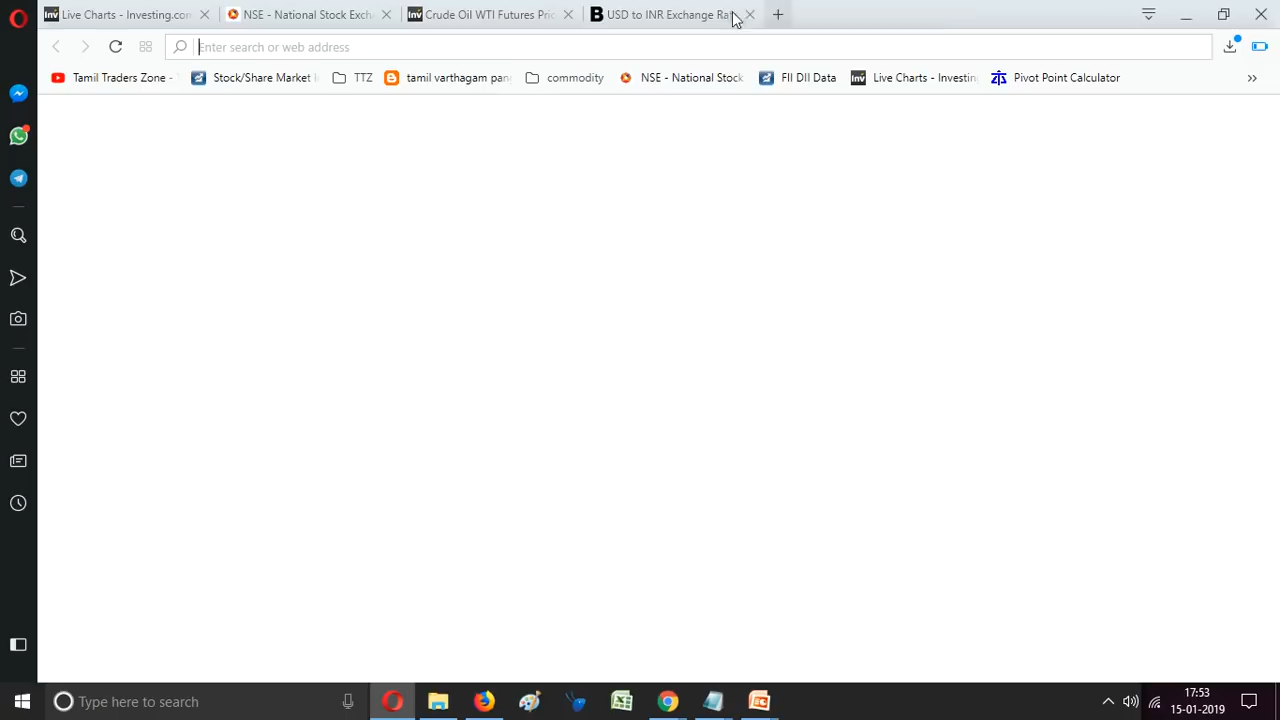 Live Charts - Investing.com
NSE - National Stock Exch
Crude Oil WTI Futures Pric
USD to INR Exchange Ra
Enter search or web address
Tamil Traders Zone -
Stock/Share Market I
TTZ
tamil varthagam pan
commodity
NSE - National Stock
FII DII Data
Live Charts - Investin
Pivot Point Calculator
Type here to search
17:53
15-01-2019